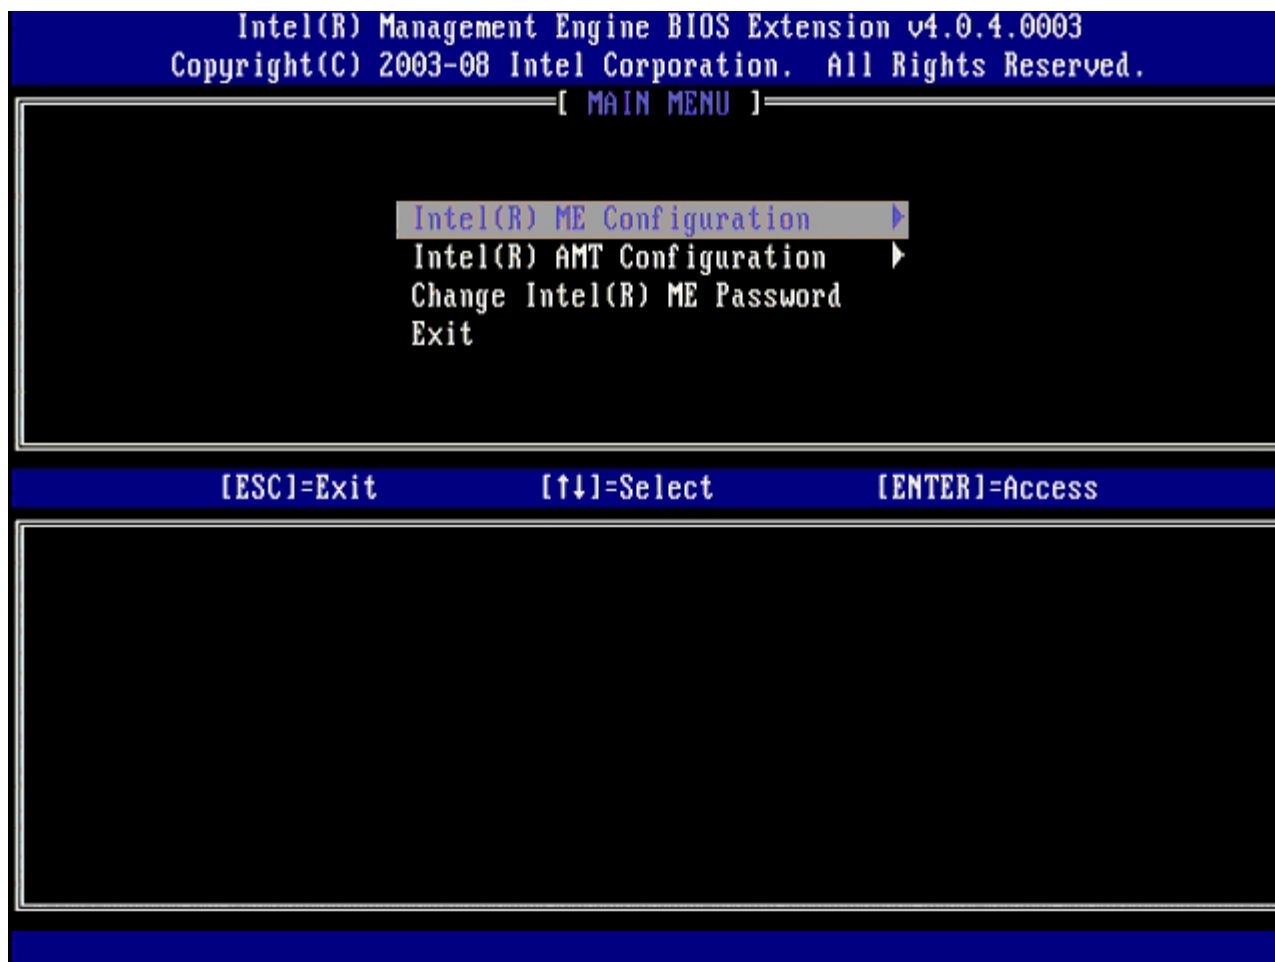 Intel(R) Management Engine BIOS Extension v4.0.4.0003
Copyright(C) 2003-08 Intel Corporation. All Rights Reserved.
[ MAIN MENU ]
Intel(R) ME Configuration ►
Intel(R) AMT Configuration ►
Change Intel(R) ME Password
Exit
[ESC]=Exit [↑↓]=Select [ENTER]=Access